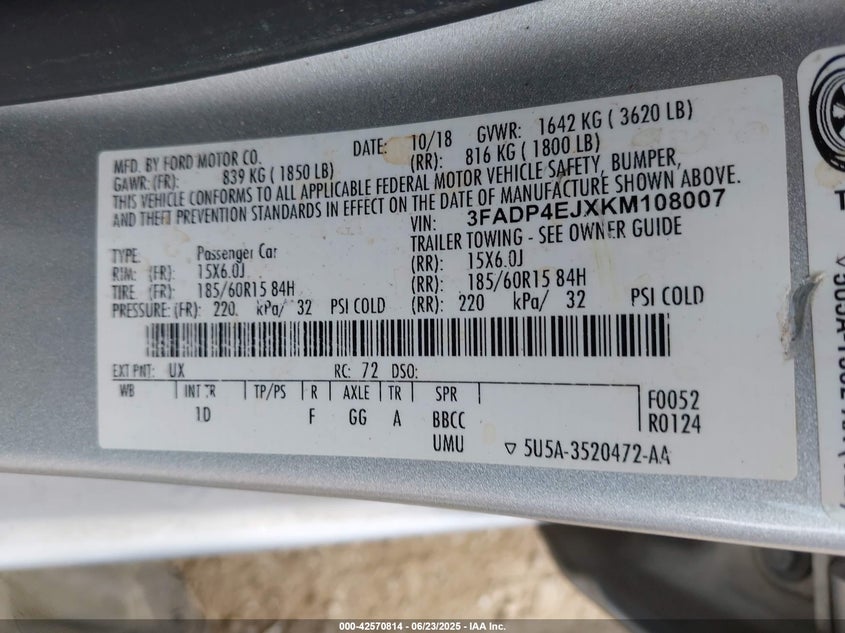 MFD. BY FORD MOTOR CO. DATE: 10/18 GVWR: 1642 KG ( 3620 LB)
GAWR: (FR): 839 KG ( 1850 LB) (RR): 816 KG ( 1800 LB)
THIS VEHICLE CONFORMS TO ALL APPLICABLE FEDERAL MOTOR VEHICLE SAFETY, BUMPER,
AND THEFT PREVENTION STANDARDS IN EFFECT ON THE DATE OF MANUFACTURE SHOWN ABOVE.
VIN: 3FADP4EJXKM108007
TYPE: Passenger Car TRAILER TOWING - SEE OWNER GUIDE
RIM: (FR): 15X6.0J (RR): 15X6.0J
TIRE (FR): 185/60R15 84H (RR): 185/60R15 84H
PRESSURE: (FR): 220 kPa/ 32 PSI COLD (RR): 220 kPa/ 32 PSI COLD
EXT PNT: UX RC: 72 DSO:
WB INT TR TP/PS R AXLE TR SPR F0052
1D F GG A BBCC R0124
UMU ▽ 5U5A-3520472-AA
000-42570814 - 06/23/2025 - IAA Inc.